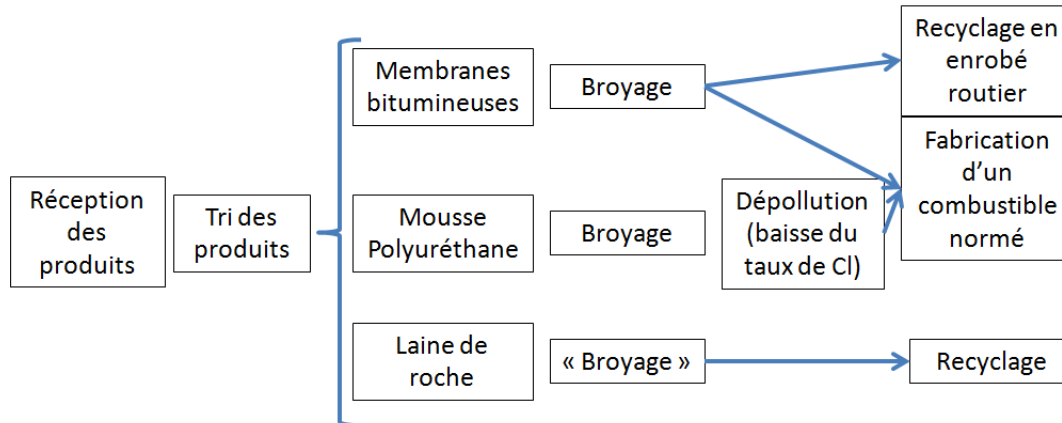 Réception
des
produits
Tri des
produits
Membranes
bitumineuses
Broyage
Recyclage en
enrobé
routier
Fabrication
d’un
combustible
normé
Mousse
Polyuréthane
Broyage
Dépollution
(baisse du
taux de Cl)
Laine de
roche
« Broyage »
Recyclage